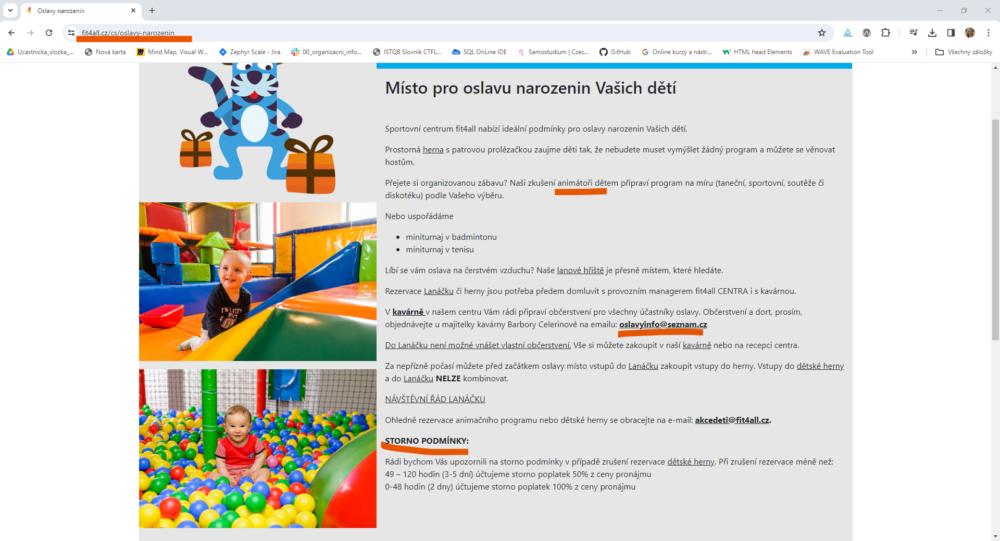 Oslavy narozenin
fit4all.cz/cs/oslavy-narozenin
Ucastnicka_slozka_...
Nová karta
Mind Map, Visual W...
Zephyr Scale - Jira
00_organizacni_info...
ISTQB Slovnik CTFL...
SQL OnLine IDE
Samostudium | Czec...
GitHub
Online kurzy a nástr...
HTML head Elements
WAVE Evaluation Tool
Všechny záložky
Místo pro oslavu narozenin Vašich dětí
Sportovní centrum fit4all nabízí ideální podmínky pro oslavy narozenin Vašich dětí.
Prostorná herna s patrovou prolézačkou zaujme děti tak, že nebudete muset vymýšlet žádný program a můžete se věnovat
hostům.
Přejete si organizovanou zábavu? Naši zkušení animátoři dětem připraví program na míru (taneční, sportovní, soutěže či
diskotéku) podle Vašeho výběru.
Nebo uspořádáme
miniturnaj v badmintonu
miniturnaj v tenisu
Líbí se vám oslava na čerstvém vzduchu? Naše lanové hřiště je přesně místem, které hledáte.
Rezervace Lanáčku či herny jsou potřeba předem domluvit s provozním managerem fit4all CENTRA i s kavárnou.
V kavárně v našem centru Vám rádi připraví občerstvení pro všechny účastníky oslavy. Občerstvení a dort, prosím,
objednávejte u majitelky kavárny Barbory Celerinové na emailu: oslavyinfo@seznam.cz
Do Lanáčku není možné vnášet vlastní občerstvení. Vše si můžete zakoupit v naší kavárně nebo na recepci centra.
Za nepřízně počasí můžete před začátkem oslavy místo vstupů do Lanáčku zakoupit vstupy do herny. Vstupy do dětské herny
a do Lanáčku NELZE kombinovat.
NÁVŠTĚVNÍ ŘÁD LANÁČKU
Ohledně rezervace animačního programu nebo dětské herny se obracejte na e-mail: akcedeti@fit4all.cz.
STORNO PODMÍNKY:
Rádi bychom Vás upozornili na storno podmínky v případě zrušení rezervace dětské herny. Při zrušení rezervace méně než:
49 – 120 hodin (3-5 dní) účtujeme storno poplatek 50% z ceny pronájmu
0-48 hodin (2 dny) účtujeme storno poplatek 100% z ceny pronájmu